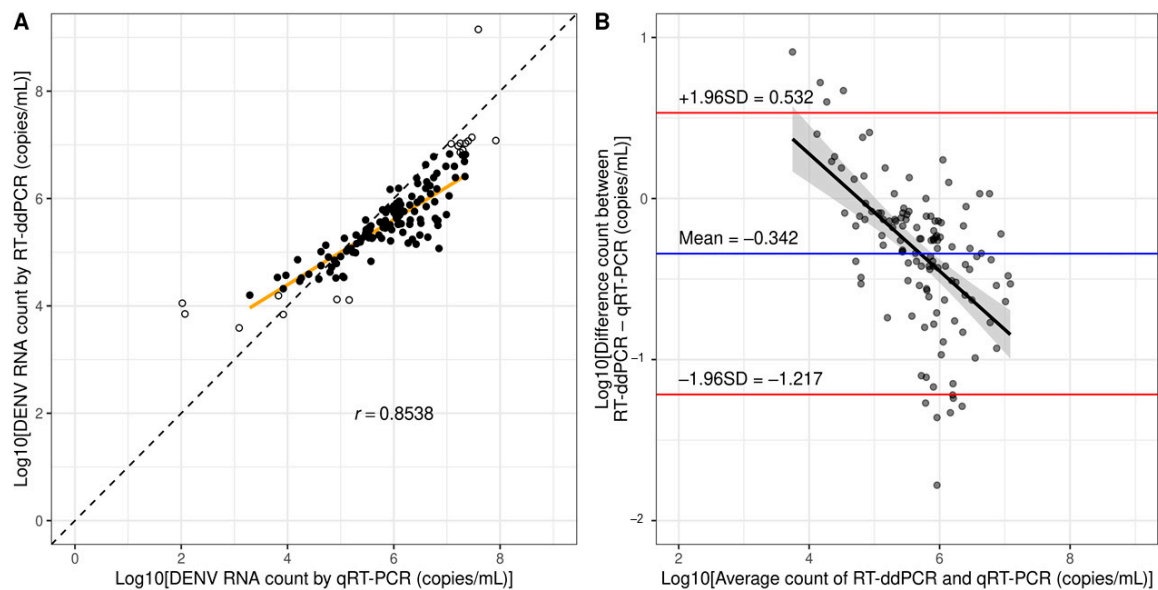 A
Log10[DENV RNA count by RT-ddPCR (copies/mL)]
8
6
4
2
0
r = 0.8538
0 2 4 6 8
Log10[DENV RNA count by qRT-PCR (copies/mL)]
B
Log10[Difference count between
RT-ddPCR − qRT-PCR (copies/mL)]
1
0
−1
−2
+1.96SD = 0.532
Mean = −0.342
−1.96SD = −1.217
2 4 6 8
Log10[Average count of RT-ddPCR and qRT-PCR (copies/mL)]